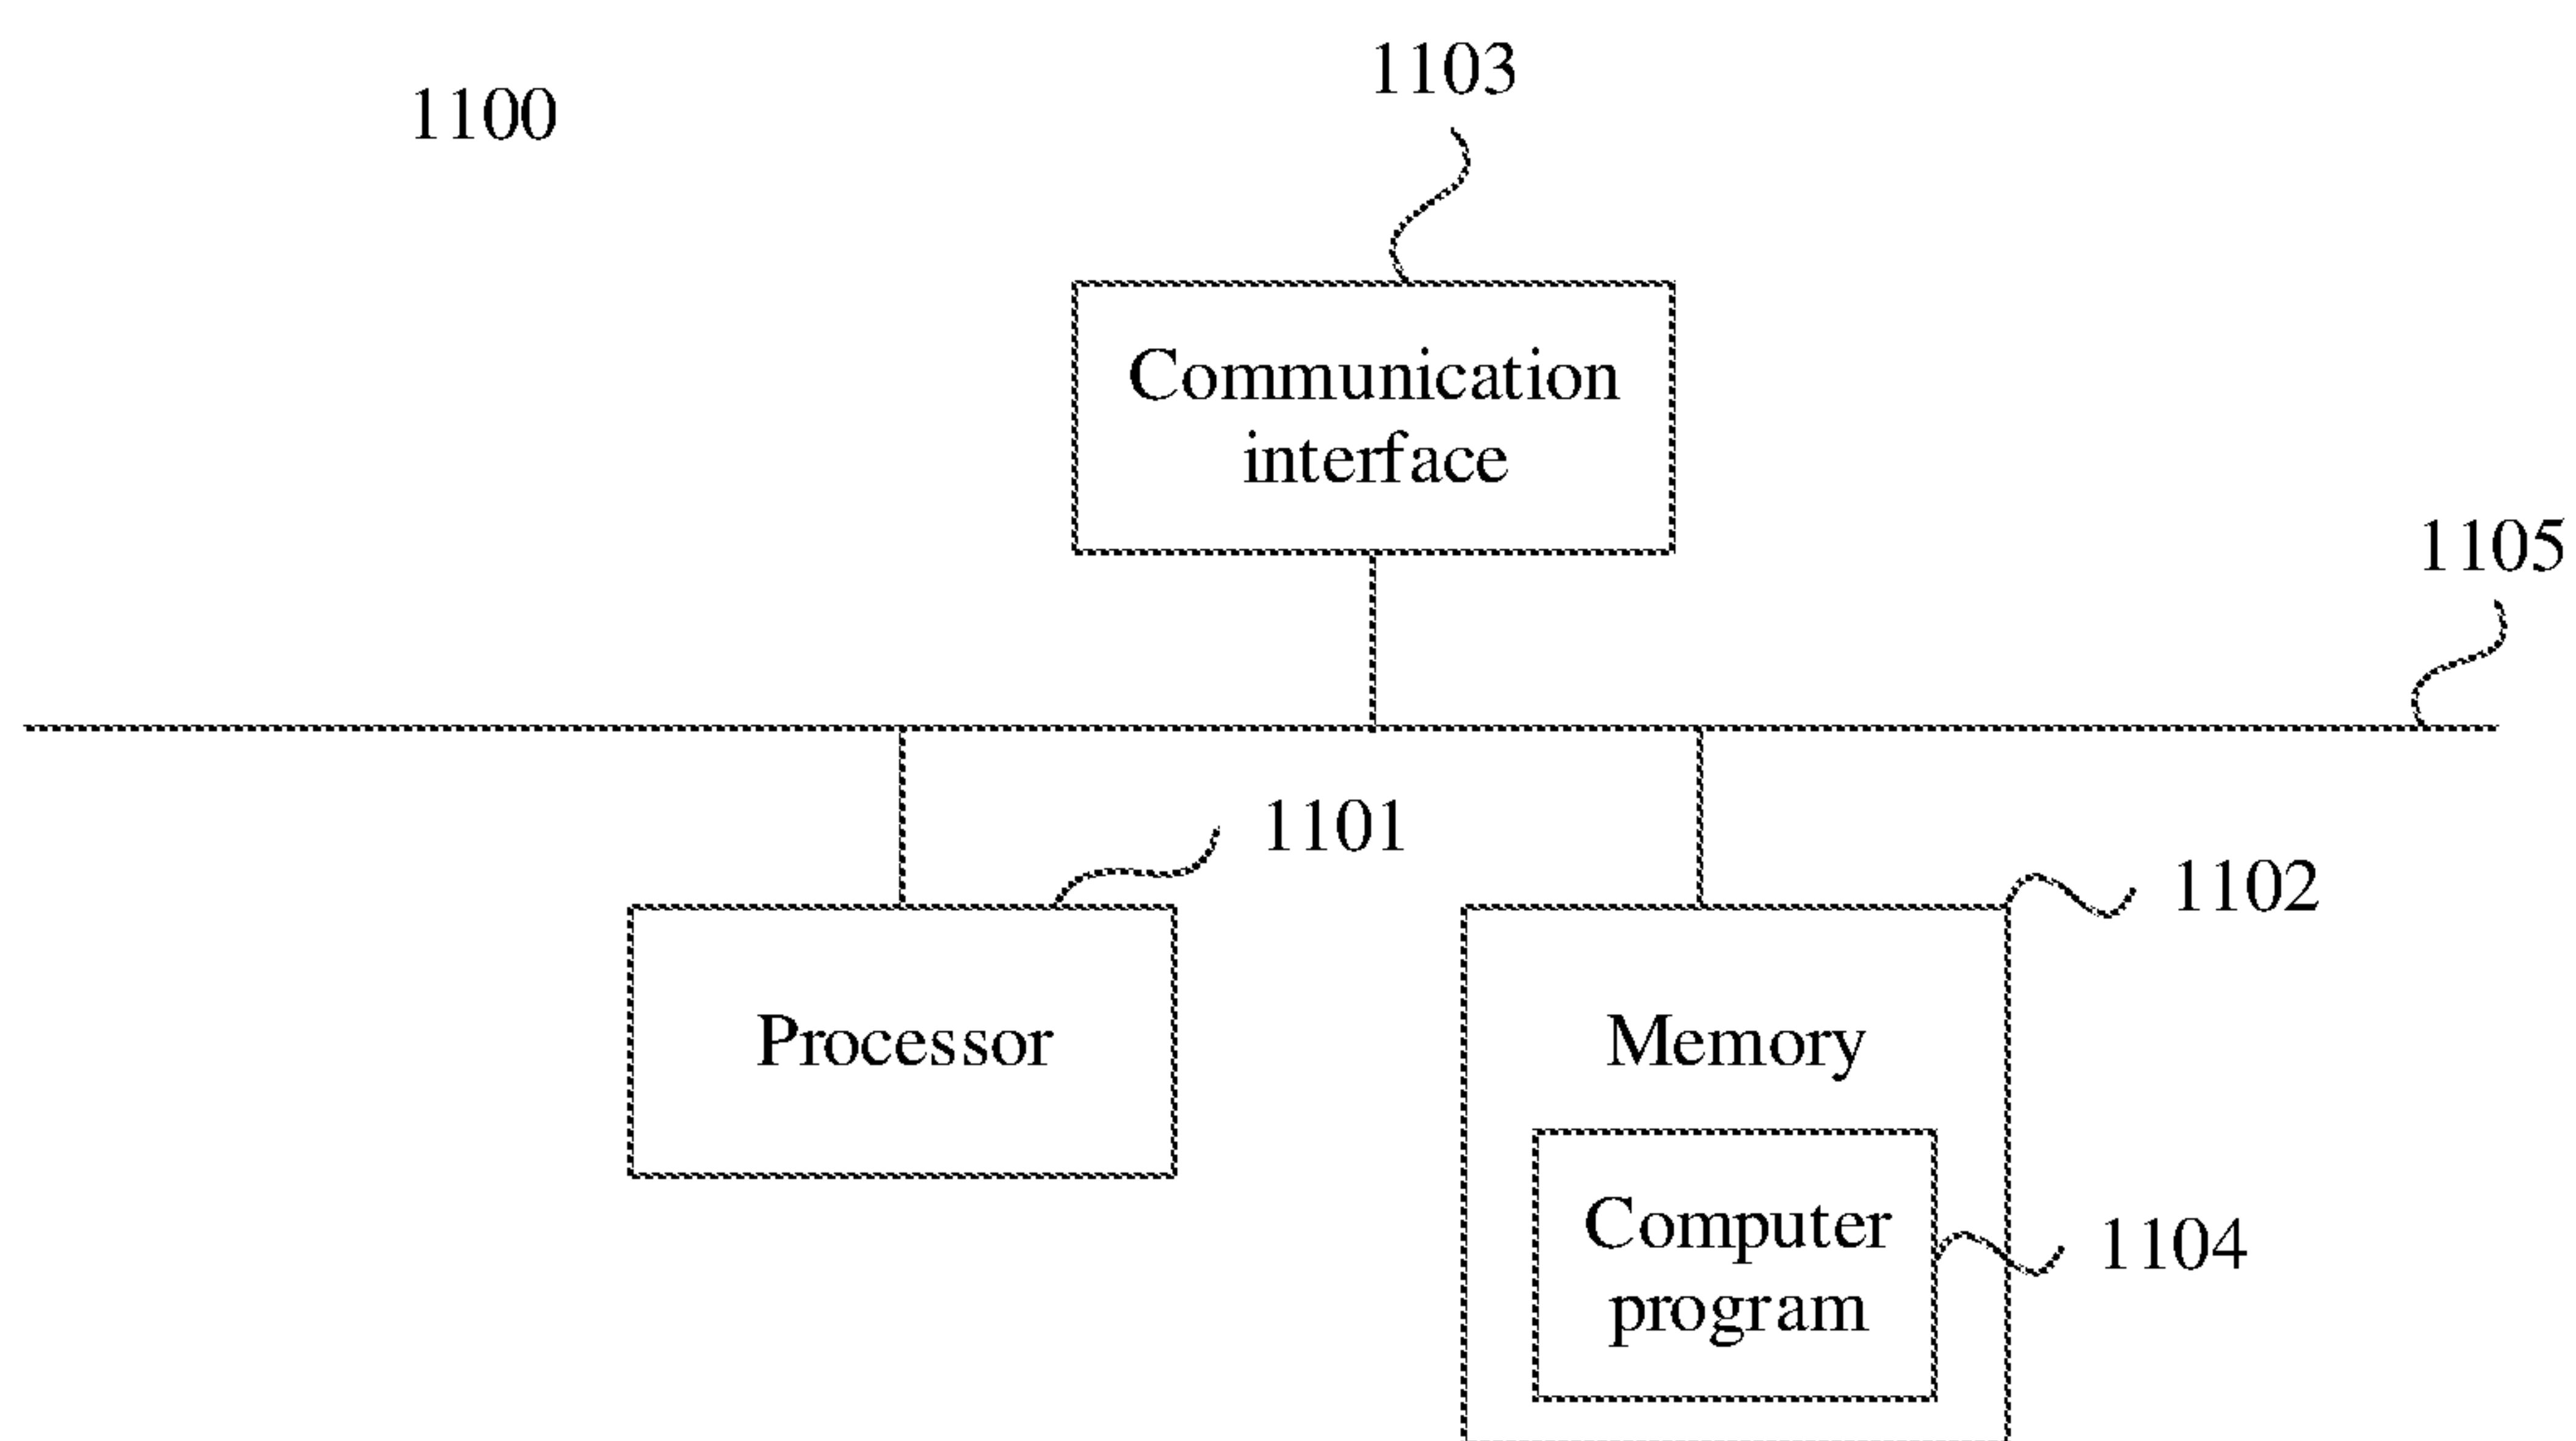 1103
1100
Communication
interface
1105
1101
1102
Processor
Memory
Computer
program
1104